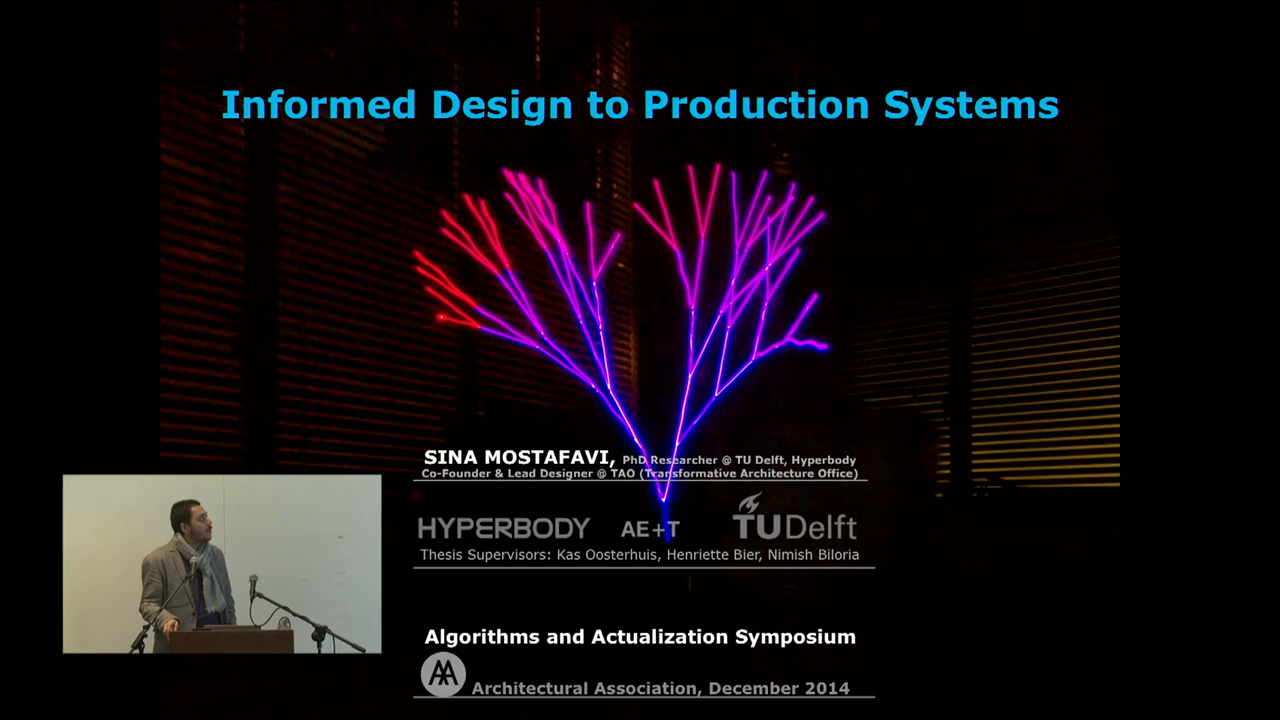 Informed Design to Production Systems
SINA MOSTAFAVI, PhD Researcher @ TU Delft, Hyperbody
Co-Founder & Lead Designer @ TAO (Transformative Architecture Office)
HYPERBODY AE+T TUDelft
Thesis Supervisors: Kas Oosterhuis, Henriette Bier, Nimish Biloria
Algorithms and Actualization Symposium
AA Architectural Association, December 2014